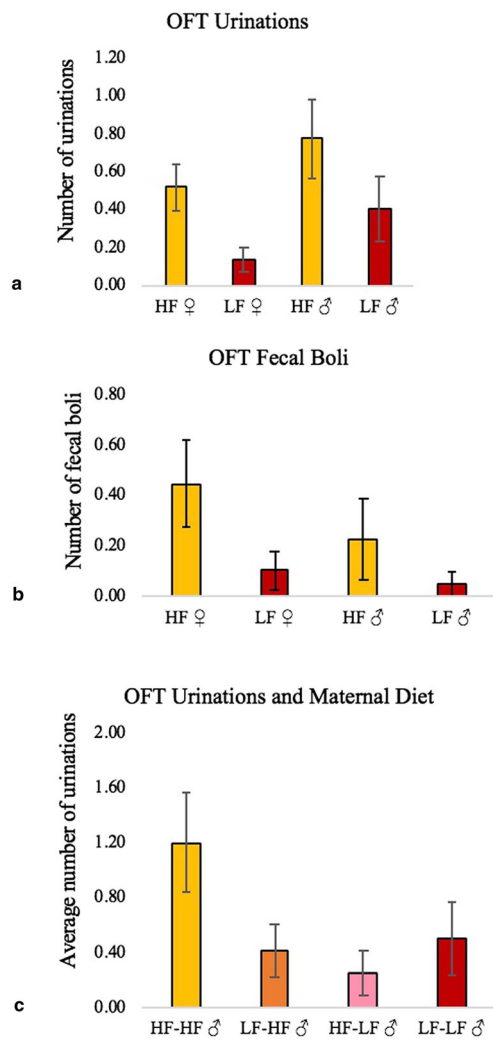 OFT Urinations
Number of urinations
1.20
1.00
0.80
0.60
0.40
0.20
0.00
HF ♀ LF ♀ HF ♂ LF ♂
a
OFT Fecal Boli
Number of fecal boli
0.80
0.60
0.40
0.20
0.00
HF ♀ LF ♀ HF ♂ LF ♂
b
OFT Urinations and Maternal Diet
Average number of urinations
2.00
1.60
1.20
0.80
0.40
0.00
HF-HF ♂ LF-HF ♂ HF-LF ♂ LF-LF ♂
c